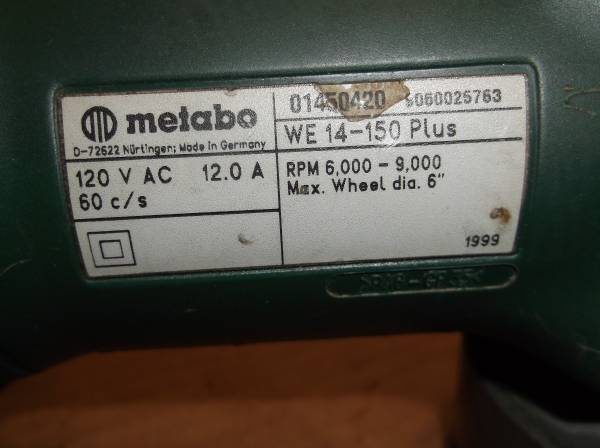 metabo
D-72622 Nürtingen; Made in Germany
01450420 5060025763
WE 14-150 Plus
120 V AC 12.0 A
60 c/s
RPM 6,000 - 9,000
Max. Wheel dia. 6"
1999